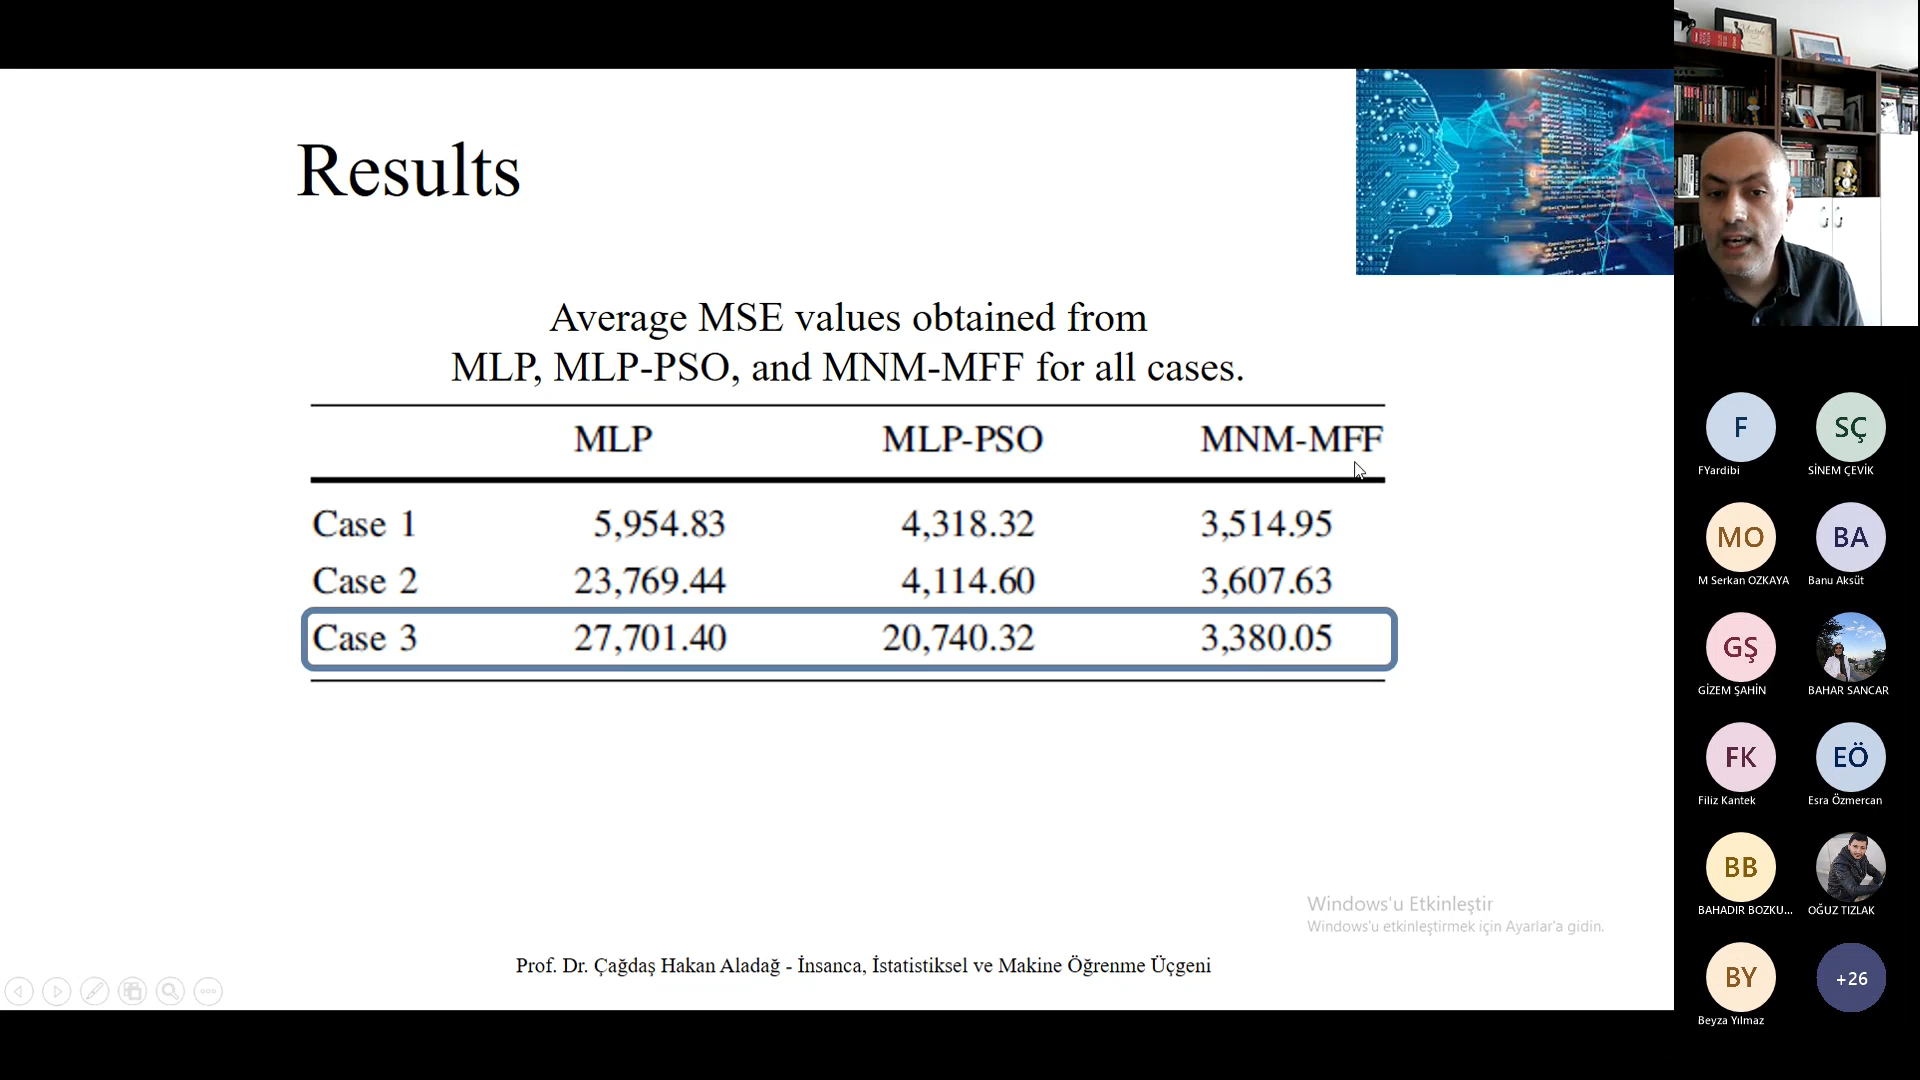 Results
Average MSE values obtained from
MLP, MLP-PSO, and MNM-MFF for all cases.
MLP MLP-PSO MNM-MFF
Case 1 5,954.83 4,318.32 3,514.95
Case 2 23,769.44 4,114.60 3,607.63
Case 3 27,701.40 20,740.32 3,380.05
Windows'u Etkinleştir
Windows'u etkinleştirmek için Ayarlar'a gidin.
Prof. Dr. Çağdaş Hakan Aladağ - İnsanca, İstatistiksel ve Makine Öğrenme Üçgeni
F SÇ
FYardibi SİNEM ÇEVİK
MO BA
M Serkan OZKAYA Banu Aksüt
GŞ
GİZEM ŞAHİN BAHAR SANCAR
FK EÖ
Filiz Kantek Esra Özmercan
BB
BAHADIR BOZKU... OĞUZ TIZLAK
BY +26
Beyza Yılmaz